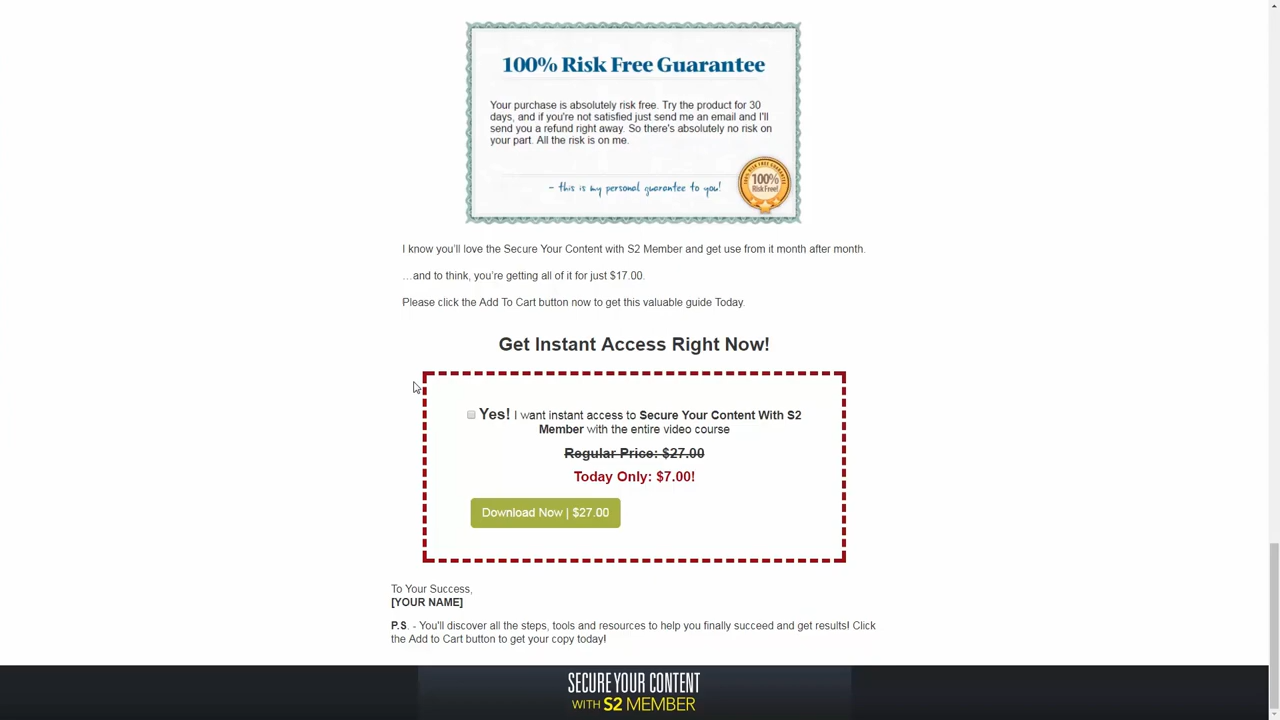 100% Risk Free Guarantee
Your purchase is absolutely risk free. Try the product for 30
days, and if you're not satisfied just send me an email and I'll
send you a refund right away. So there's absolutely no risk on
your part. All the risk is on me.
– this is my personal guarantee to you!
100%
Risk Free!
I know you'll love the Secure Your Content with S2 Member and get use from it month after month.
…and to think, you're getting all of it for just $17.00.
Please click the Add To Cart button now to get this valuable guide Today.
Get Instant Access Right Now!
Yes! I want instant access to Secure Your Content With S2
Member with the entire video course
Regular Price: $27.00
Today Only: $7.00!
Download Now | $27.00
To Your Success,
[YOUR NAME]
P.S. - You'll discover all the steps, tools and resources to help you finally succeed and get results! Click
the Add to Cart button to get your copy today!
SECURE YOUR CONTENT
WITH S2 MEMBER